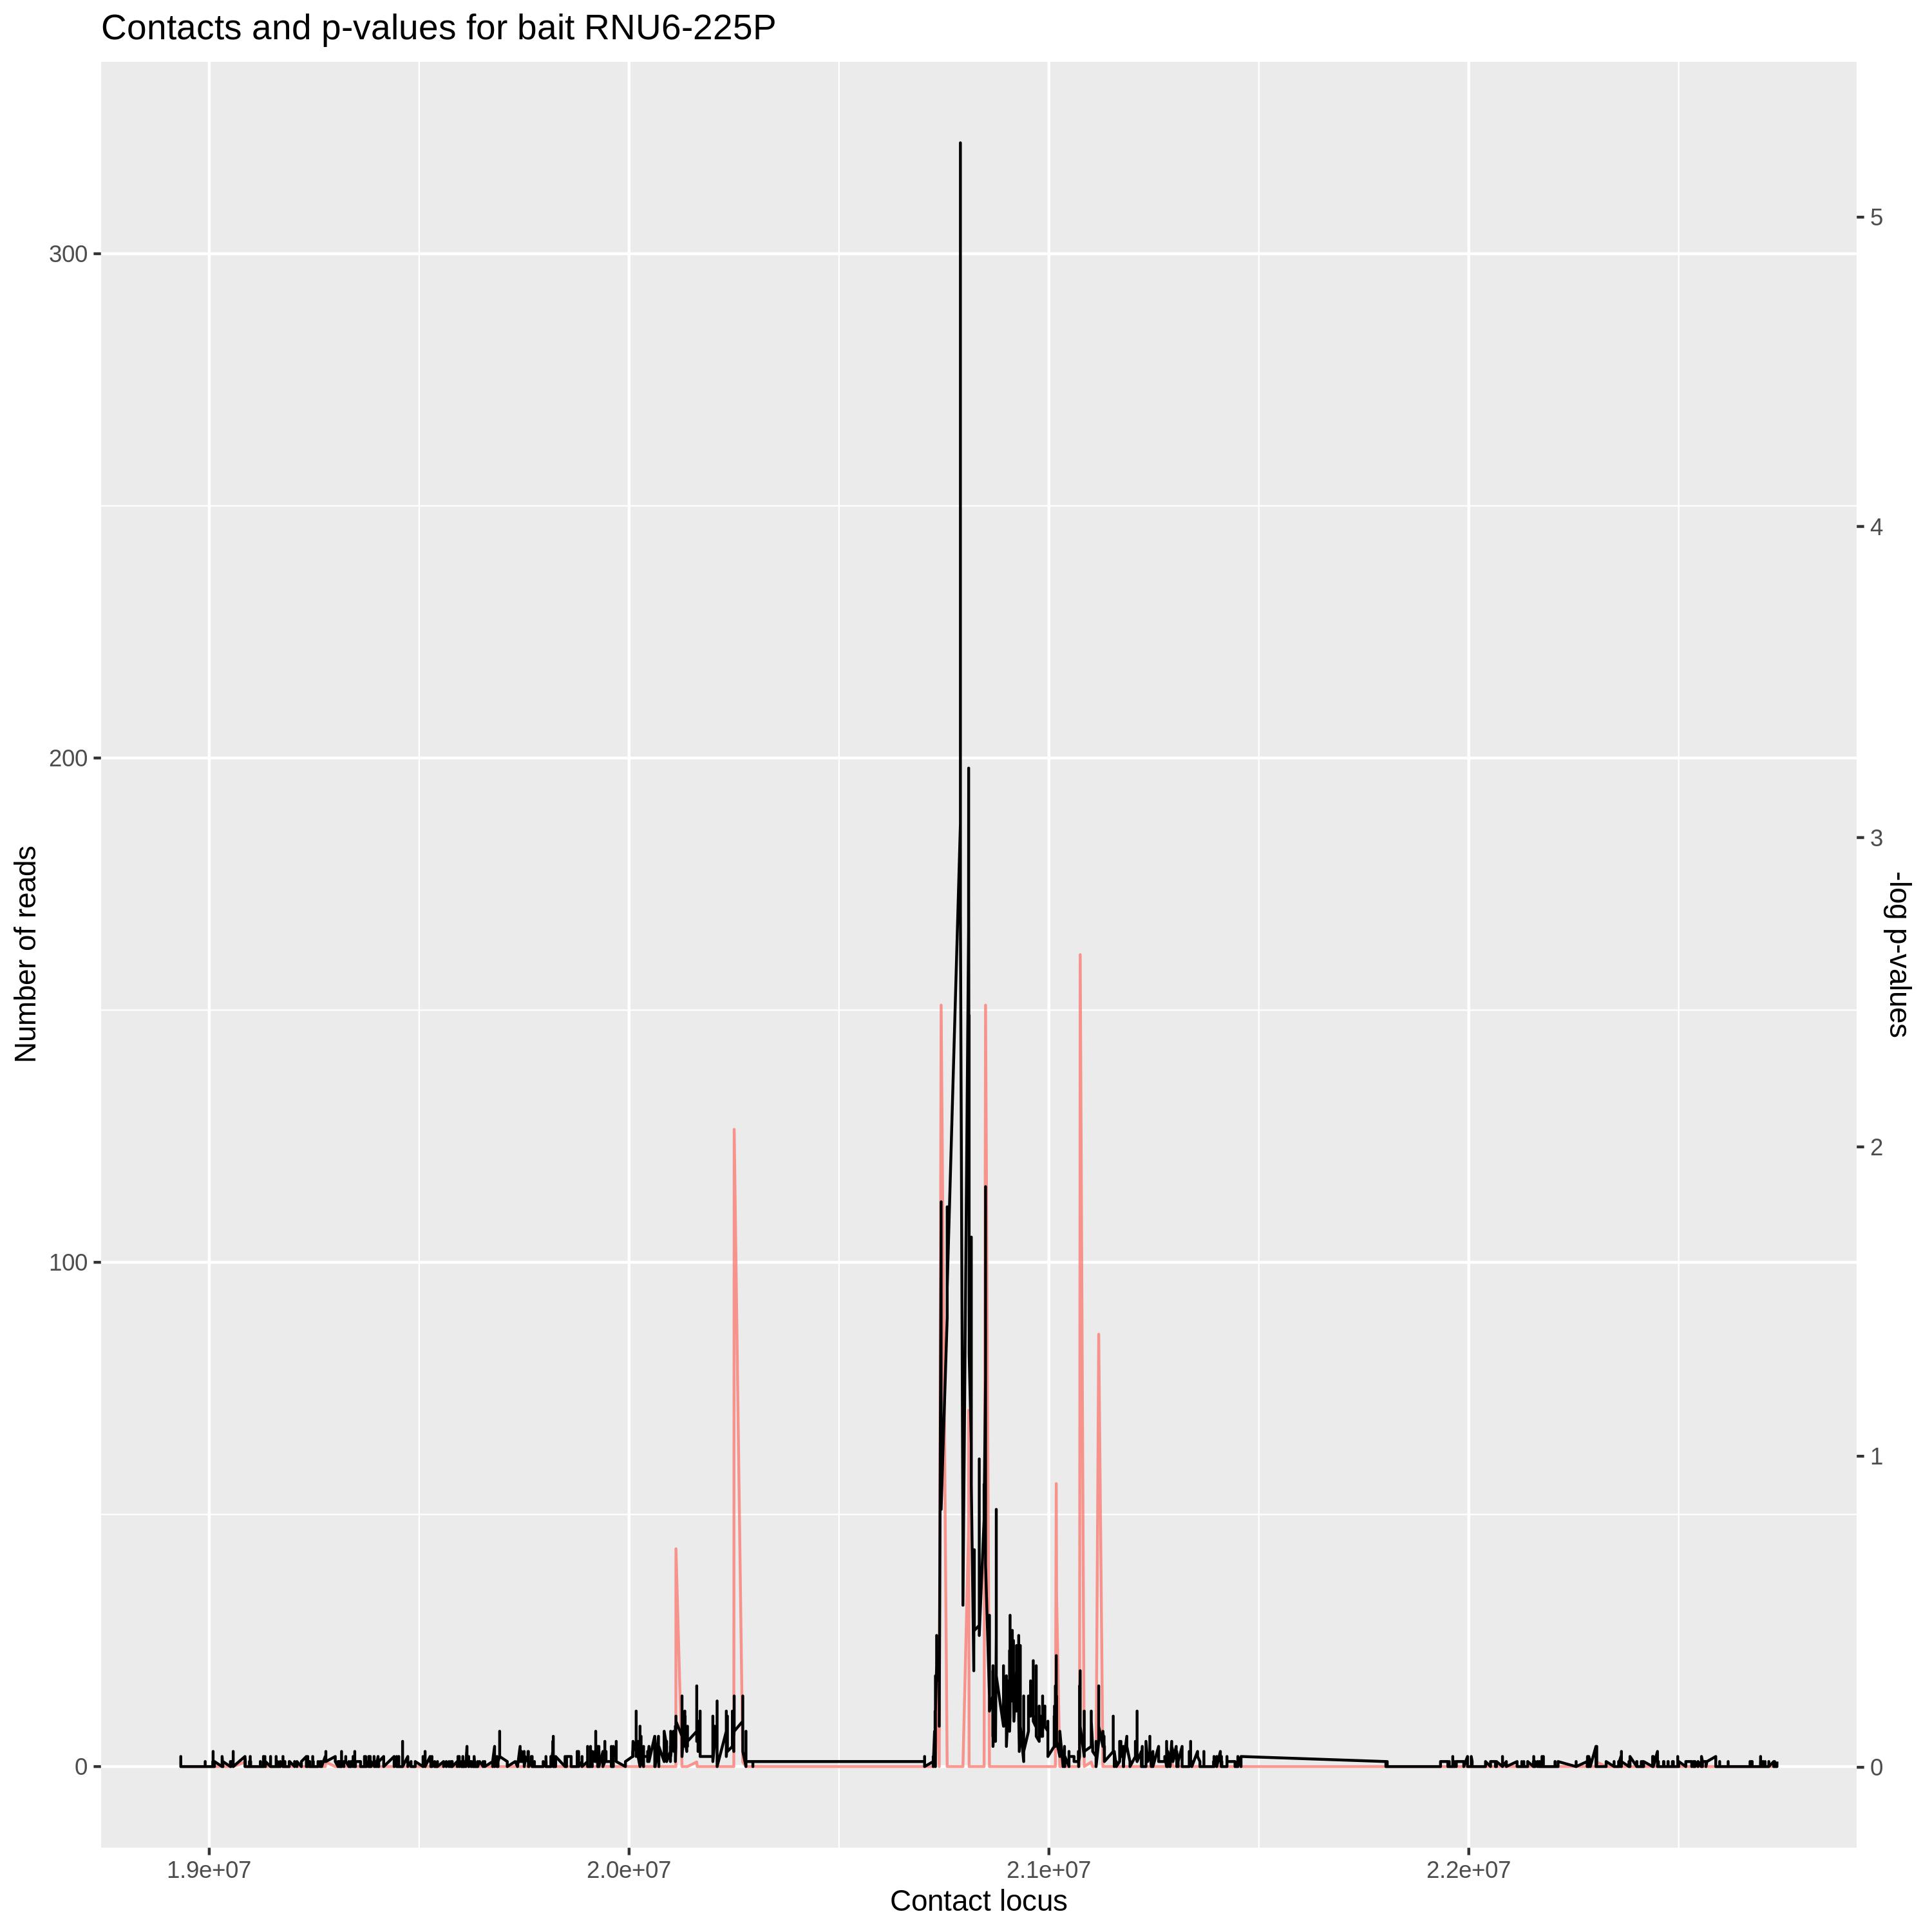 Contacts and p-values for bait RNU6-225P
300
200
100
0
5
4
3
2
1
0
Number of reads
-log p-values
1.9e+07
2.0e+07
2.1e+07
2.2e+07
Contact locus